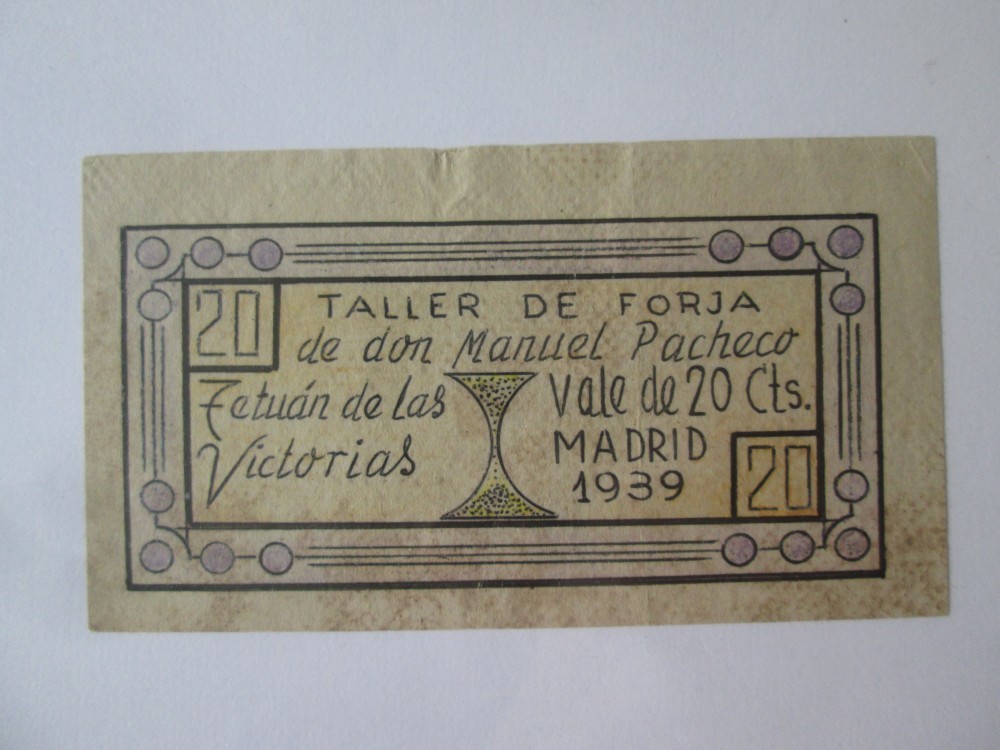 20
TALLER DE FORJA
de don Manuel Pacheco
Tetuán de las
Victorias
Vale de 20 Cts.
MADRID
1939
20